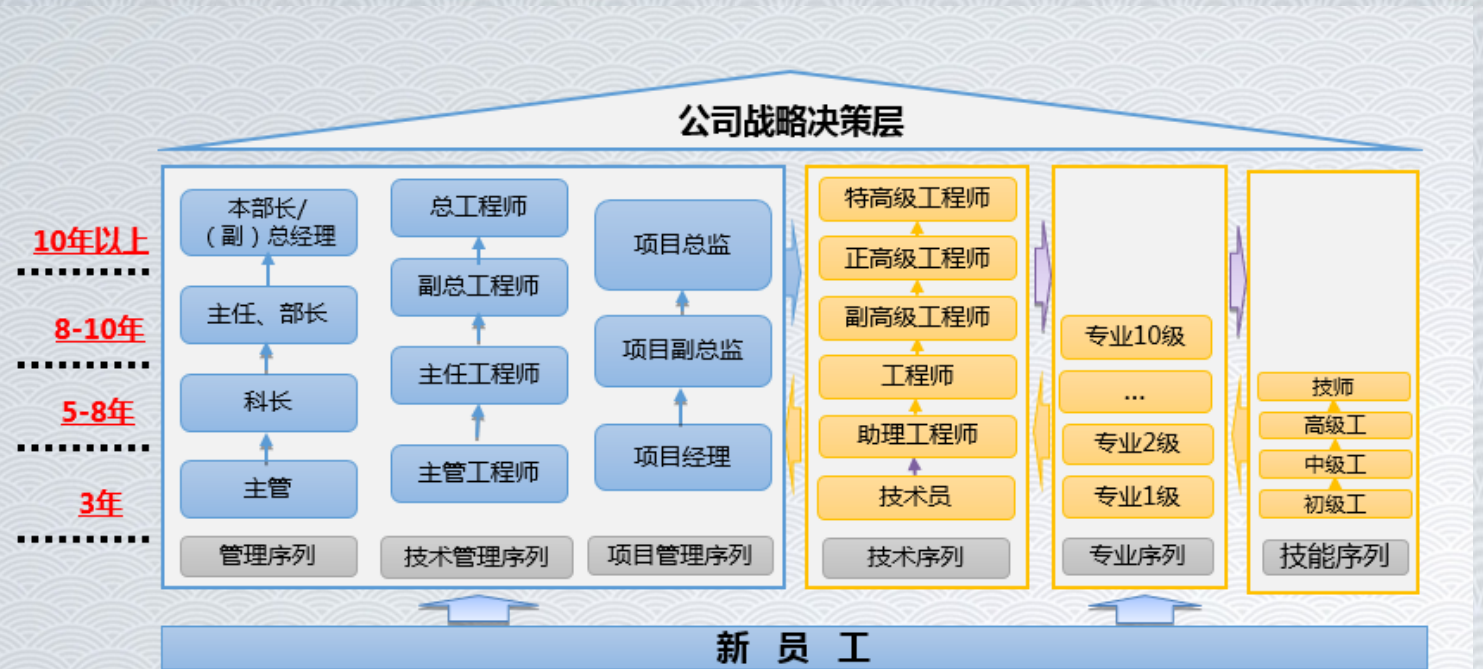 公司战略决策层
10年以上
8-10年
5-8年
3年
本部长/
（副）总经理
主任、部长
科长
主管
管理序列
总工程师
副总工程师
主任工程师
主管工程师
技术管理序列
项目总监
项目副总监
项目经理
项目管理序列
特高级工程师
正高级工程师
副高级工程师
工程师
助理工程师
技术员
技术序列
专业10级
...
专业2级
专业1级
专业序列
技师
高级工
中级工
初级工
技能序列
新 员 工